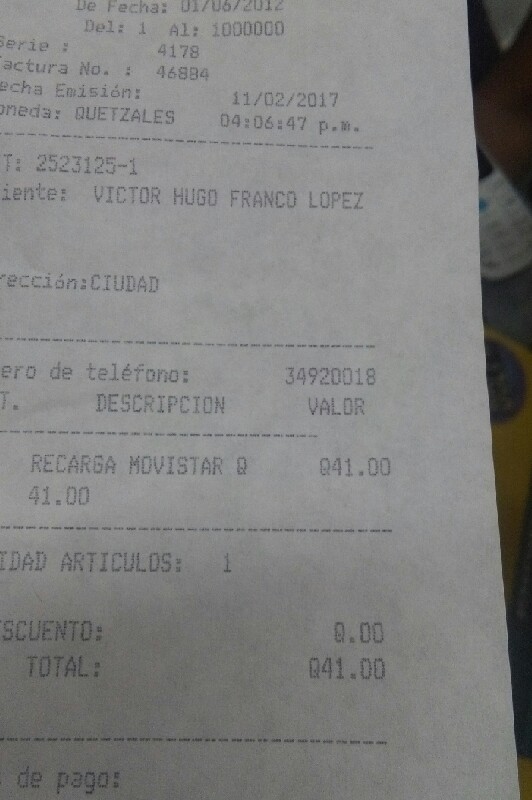 De Fecha: 01/06/2012
Del: 1 Al: 1000000
Serie : 4178
actura No. : 46884
echa Emisión: 11/02/2017
oneda: QUETZALES 04:06:47 p.m.
T: 2523125-1
iente: VICTOR HUGO FRANCO LOPEZ
rección:CIUDAD
ero de teléfono: 34920018
T. DESCRIPCION VALOR
RECARGA MOVISTAR Q Q41.00
41.00
IDAD ARTICULOS: 1
SCUENTO: Q.00
TOTAL: Q41.00
de pago: